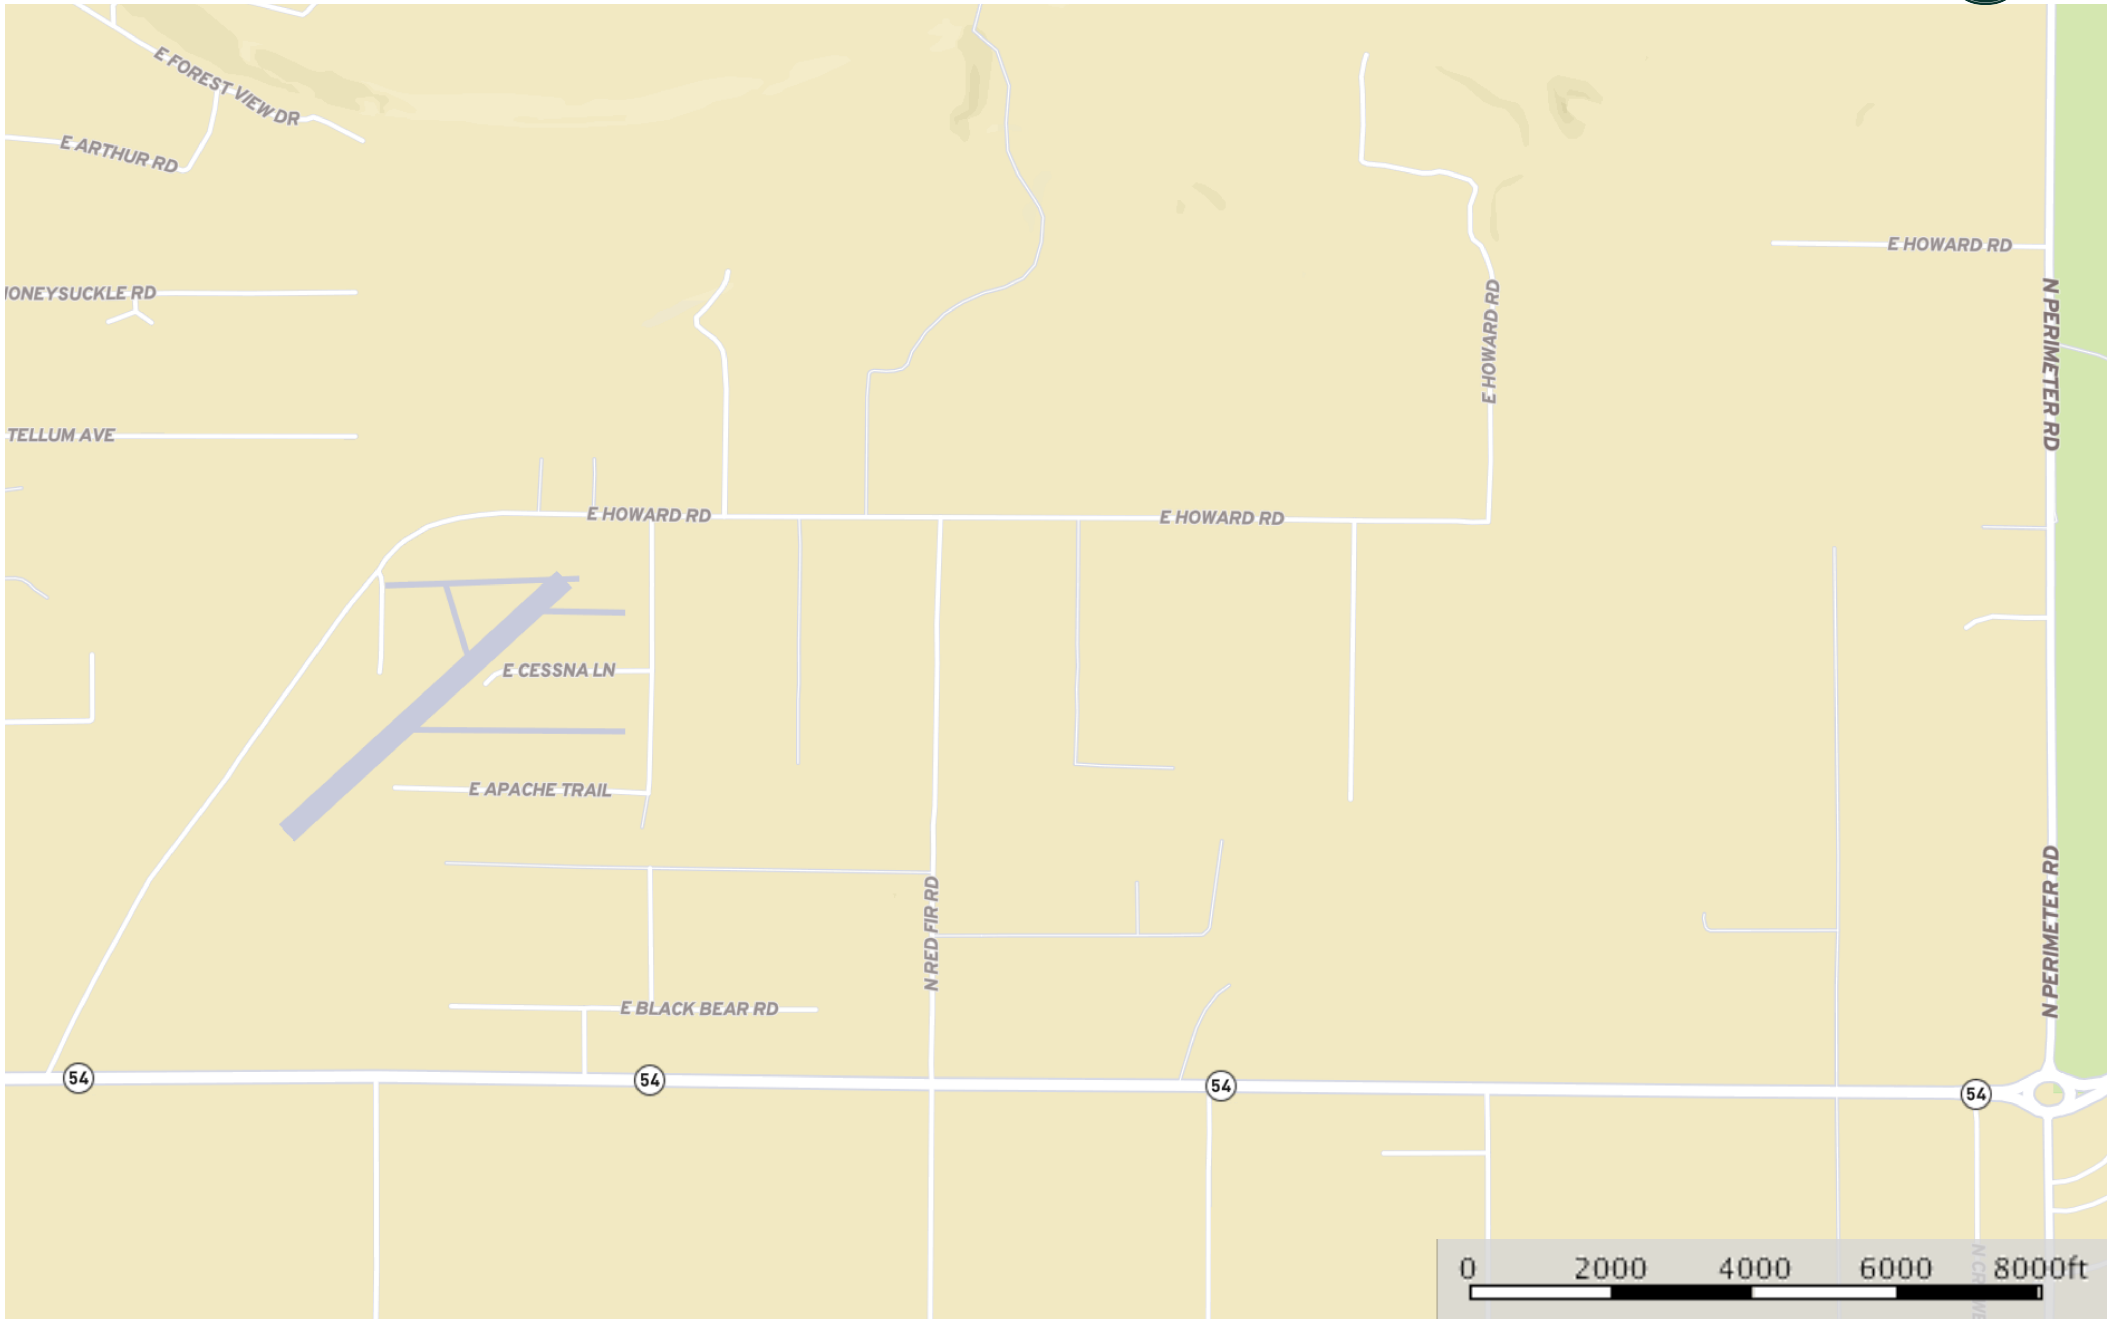 E FOREST VIEW DR
E ARTHUR RD
E HOWARD RD
ONEYSUCKLE RD
N PERIMETER RD
E HOWARD RD
TELLUM AVE
E HOWARD RD
E HOWARD RD
E CESSNA LN
E APACHE TRAIL
N RED FIR RD
N PERIMETER RD
E BLACK BEAR RD
54
54
54
54
0 2000 4000 6000 8000ft